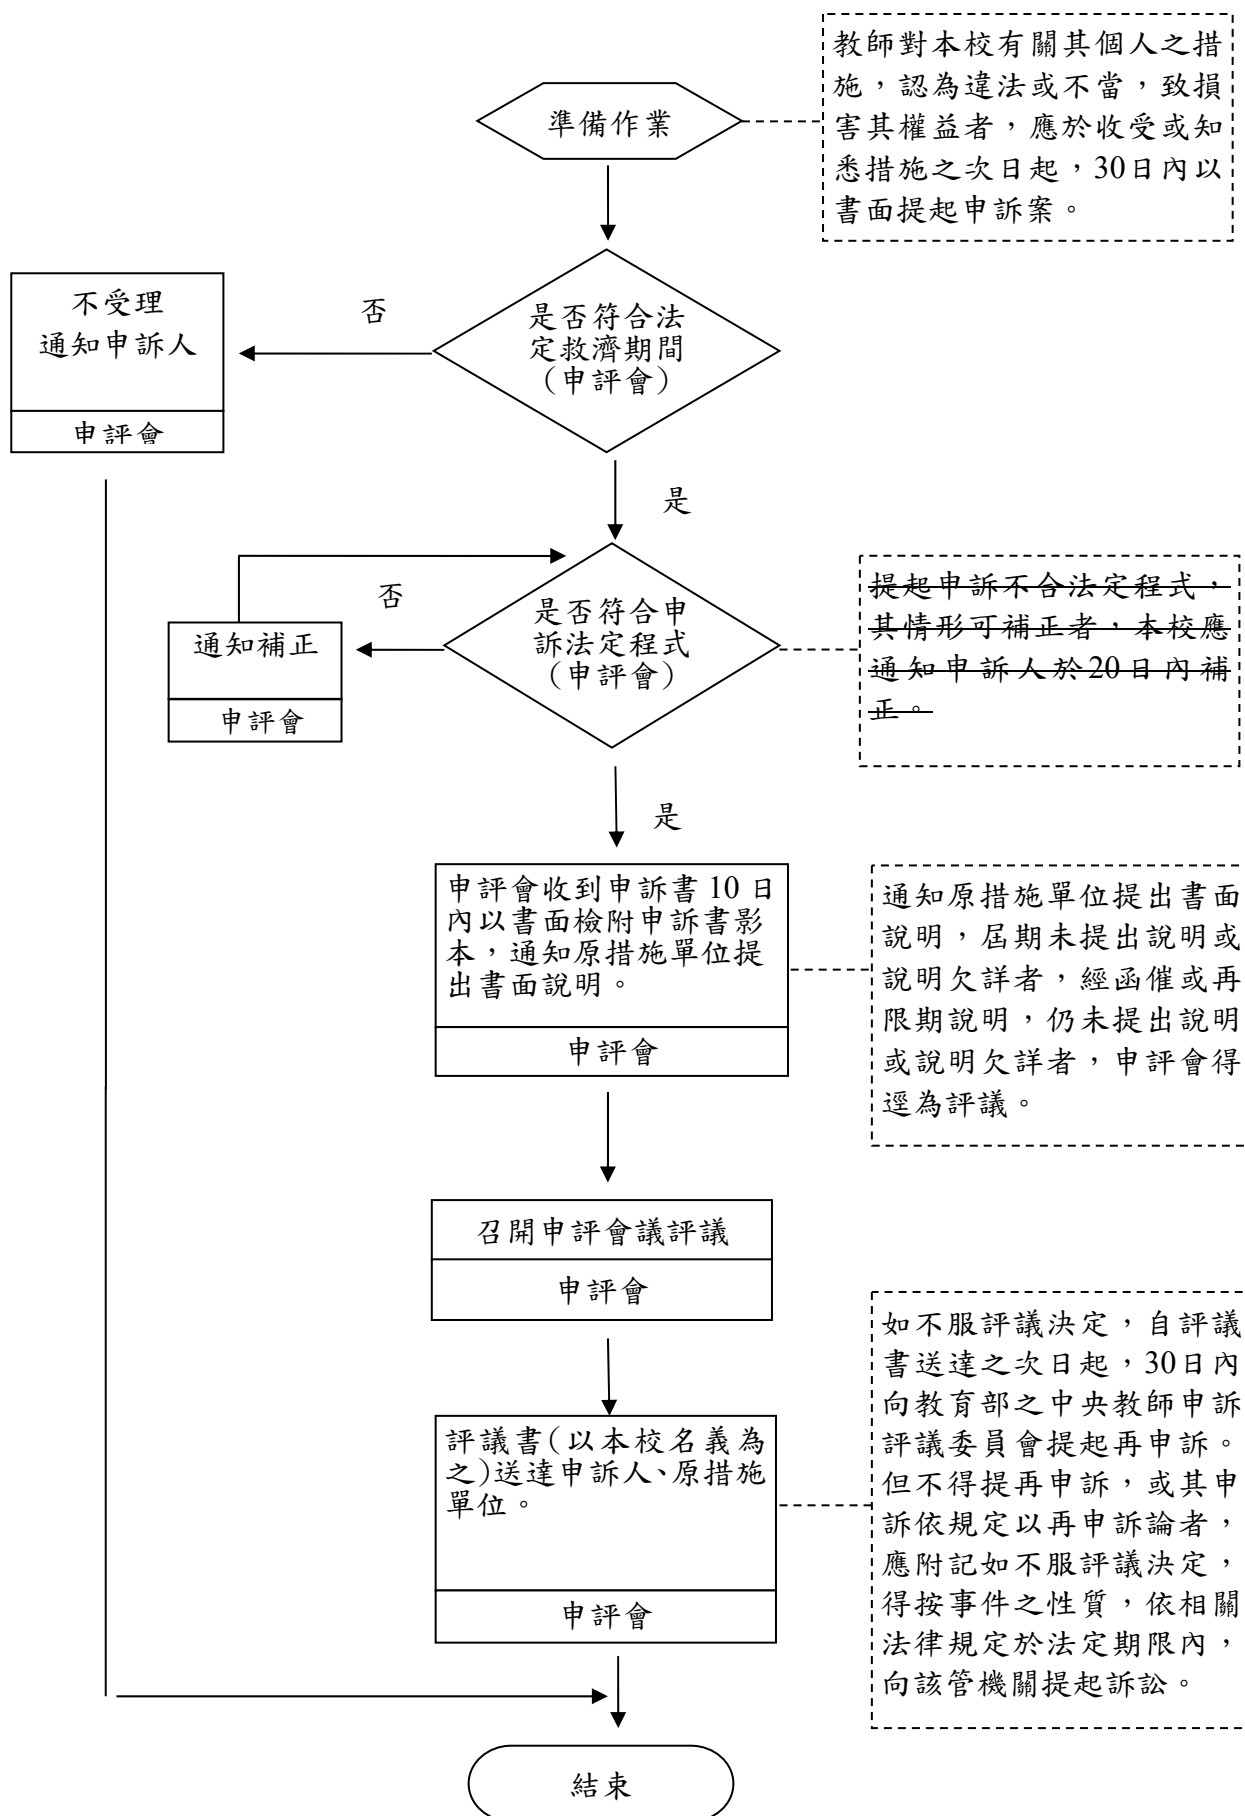 準備作業
教師對本校有關其個人之措
施，認為違法或不當，致損
害其權益者，應於收受或知
悉措施之次日起，30日內以
書面提起申訴案。
不受理
通知申訴人
申評會
否
是否符合法
定救濟期間
（申評會）
是
通知補正
申評會
否
是否符合申
訴法定程式
（申評會）
提起申訴不合法定程式，
其情形可補正者，本校應
通知申訴人於20日內補
正。
是
申評會收到申訴書 10 日
內以書面檢附申訴書影
本，通知原措施單位提
出書面說明。
申評會
通知原措施單位提出書面
說明，屆期未提出說明或
說明欠詳者，經函催或再
限期說明，仍未提出說明
或說明欠詳者，申評會得
逕為評議。
召開申評會議評議
申評會
評議書（以本校名義為
之）送達申訴人、原措施
單位。
申評會
如不服評議決定，自評議
書送達之次日起，30日內
向教育部之中央教師申訴
評議委員會提起再申訴。
但不得提再申訴，或其申
訴依規定以再申訴論者，
應附記如不服評議決定，
得按事件之性質，依相關
法律規定於法定期限內，
向該管機關提起訴訟。
結束